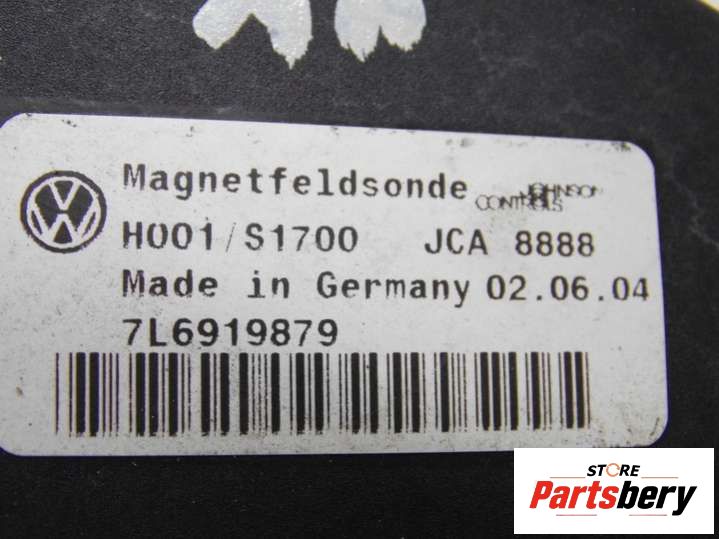 Magnetfeldsonde JOHNSON CONTROLS
H001/S1700 JCA 8888
Made in Germany 02.06.04
7L6919879
STORE
Partsbery